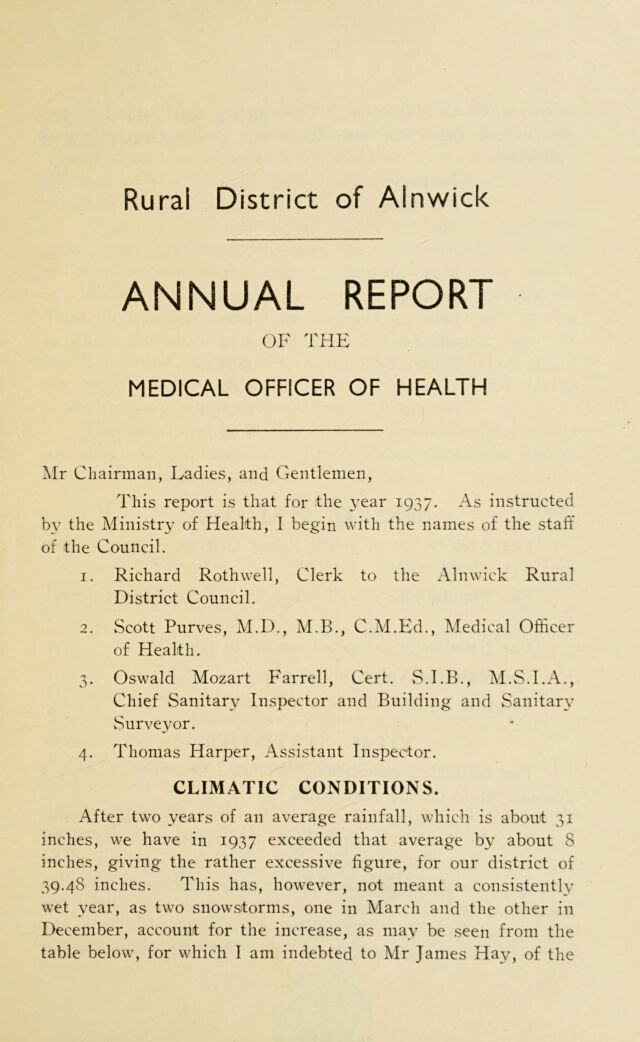 Rural District of Alnwick
ANNUAL REPORT
OF THE
MEDICAL OFFICER OF HEALTH
Mr Chairman, Ladies, and Gentlemen,
This report is that for the year 1937. As instructed
by the Ministry of Health, I begin with the names of the staff
of the Council.
1. Richard Rothwell, Clerk to the Alnwick Rural
District Council.
2. Scott Purves, M.D., M.B., C.M.Ed., Medical Officer
of Health.
3. Oswald Mozart Farrell, Cert. S.I.B., M.S.I.A.,
Chief Sanitary Inspector and Building and Sanitary
Surveyor.
4. Thomas Harper, Assistant Inspector.
CLIMATIC CONDITIONS.
After two years of an average rainfall, which is about 31
inches, we have in 1937 exceeded that average by about 8
inches, giving the rather excessive figure, for our district of
39.48 inches. This has, however, not meant a consistently
wet year, as two snowstorms, one in March and the other in
December, account for the increase, as may be seen from the
table below, for which I am indebted to Mr James Hay, of the